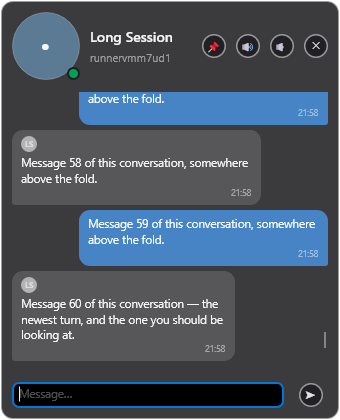 Long Session
runnervmm7ud1
above the fold.
21:58
LS
Message 58 of this conversation, somewhere
above the fold.
21:58
Message 59 of this conversation, somewhere
above the fold.
21:58
LS
Message 60 of this conversation — the
newest turn, and the one you should be
looking at.
21:58
Message...